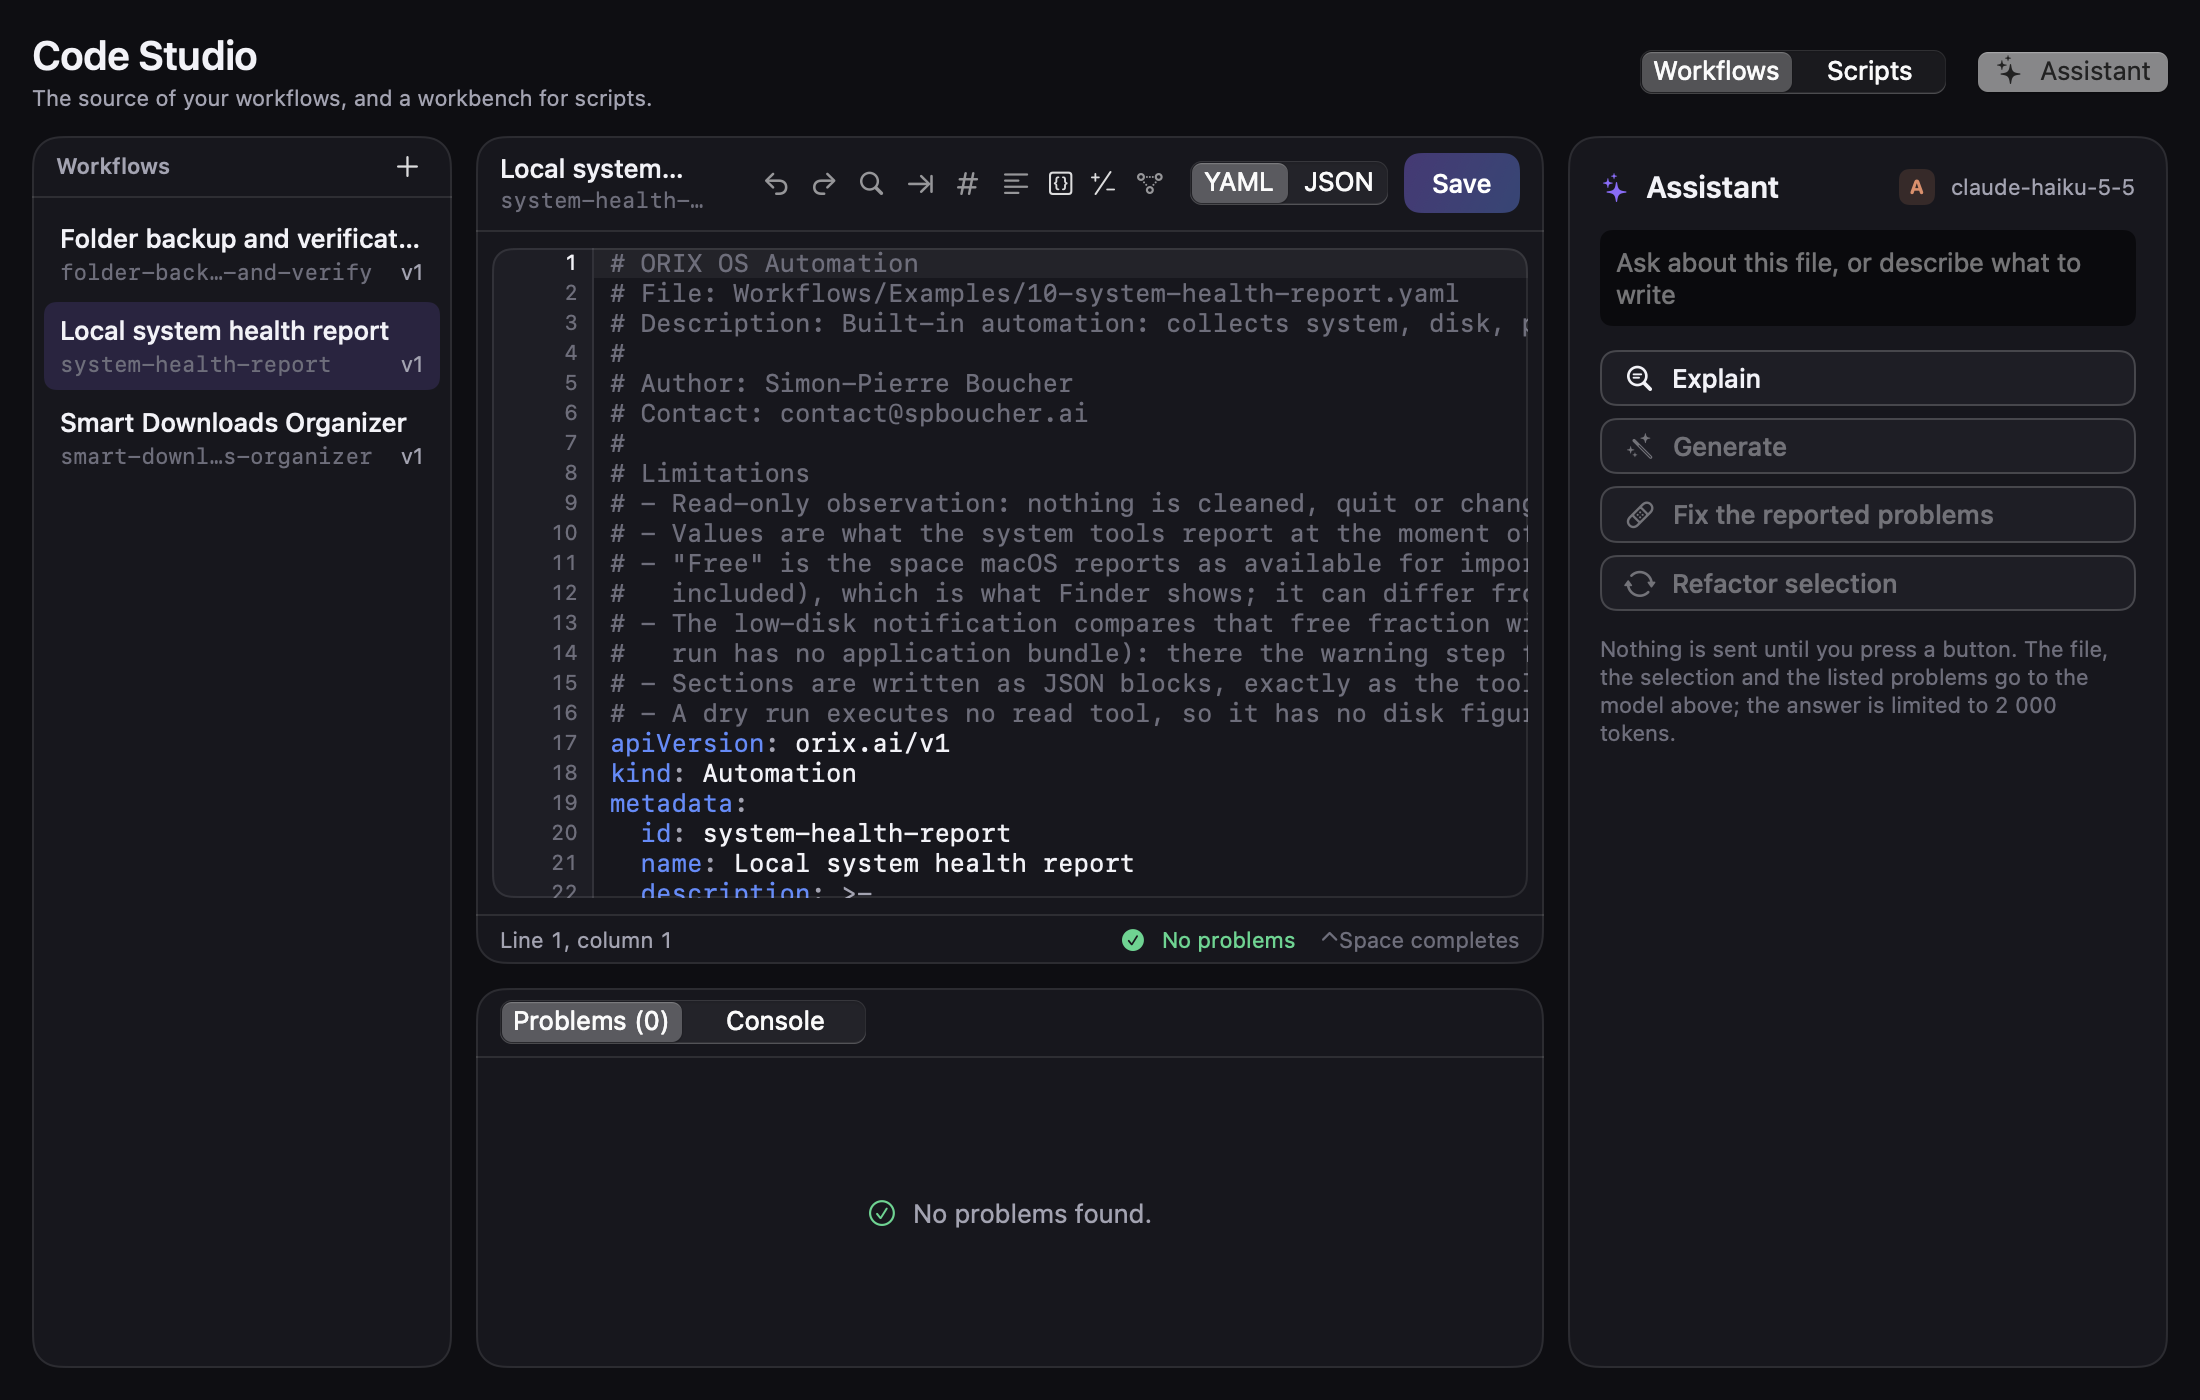 Code Studio
The source of your workflows, and a workbench for scripts.
Workflows
Scripts
Assistant
Workflows
Folder backup and verificat...
folder-back…-and-verify v1
Local system health report
system-health-report v1
Smart Downloads Organizer
smart-downl…s-organizer v1
Local system...
system-health-…
YAML
JSON
Save
1 # ORIX OS Automation
2 # File: Workflows/Examples/10-system-health-report.yaml
3 # Description: Built-in automation: collects system, disk,
4 #
5 # Author: Simon-Pierre Boucher
6 # Contact: contact@spboucher.ai
7 #
8 # Limitations
9 # - Read-only observation: nothing is cleaned, quit or chang
10 # - Values are what the system tools report at the moment of
11 # - "Free" is the space macOS reports as available for impor
12 #   included), which is what Finder shows; it can differ fro
13 # - The low-disk notification compares that free fraction wi
14 #   run has no application bundle): there the warning step
15 # - Sections are written as JSON blocks, exactly as the tool
16 # - A dry run executes no read tool, so it has no disk figur
17 apiVersion: orix.ai/v1
18 kind: Automation
19 metadata:
20   id: system-health-report
21   name: Local system health report
22   description: >-
Line 1, column 1
No problems
^Space completes
Problems (0)
Console
No problems found.
Assistant
A claude-haiku-5-5
Ask about this file, or describe what to
write
Explain
Generate
Fix the reported problems
Refactor selection
Nothing is sent until you press a button. The file,
the selection and the listed problems go to the
model above; the answer is limited to 2 000
tokens.